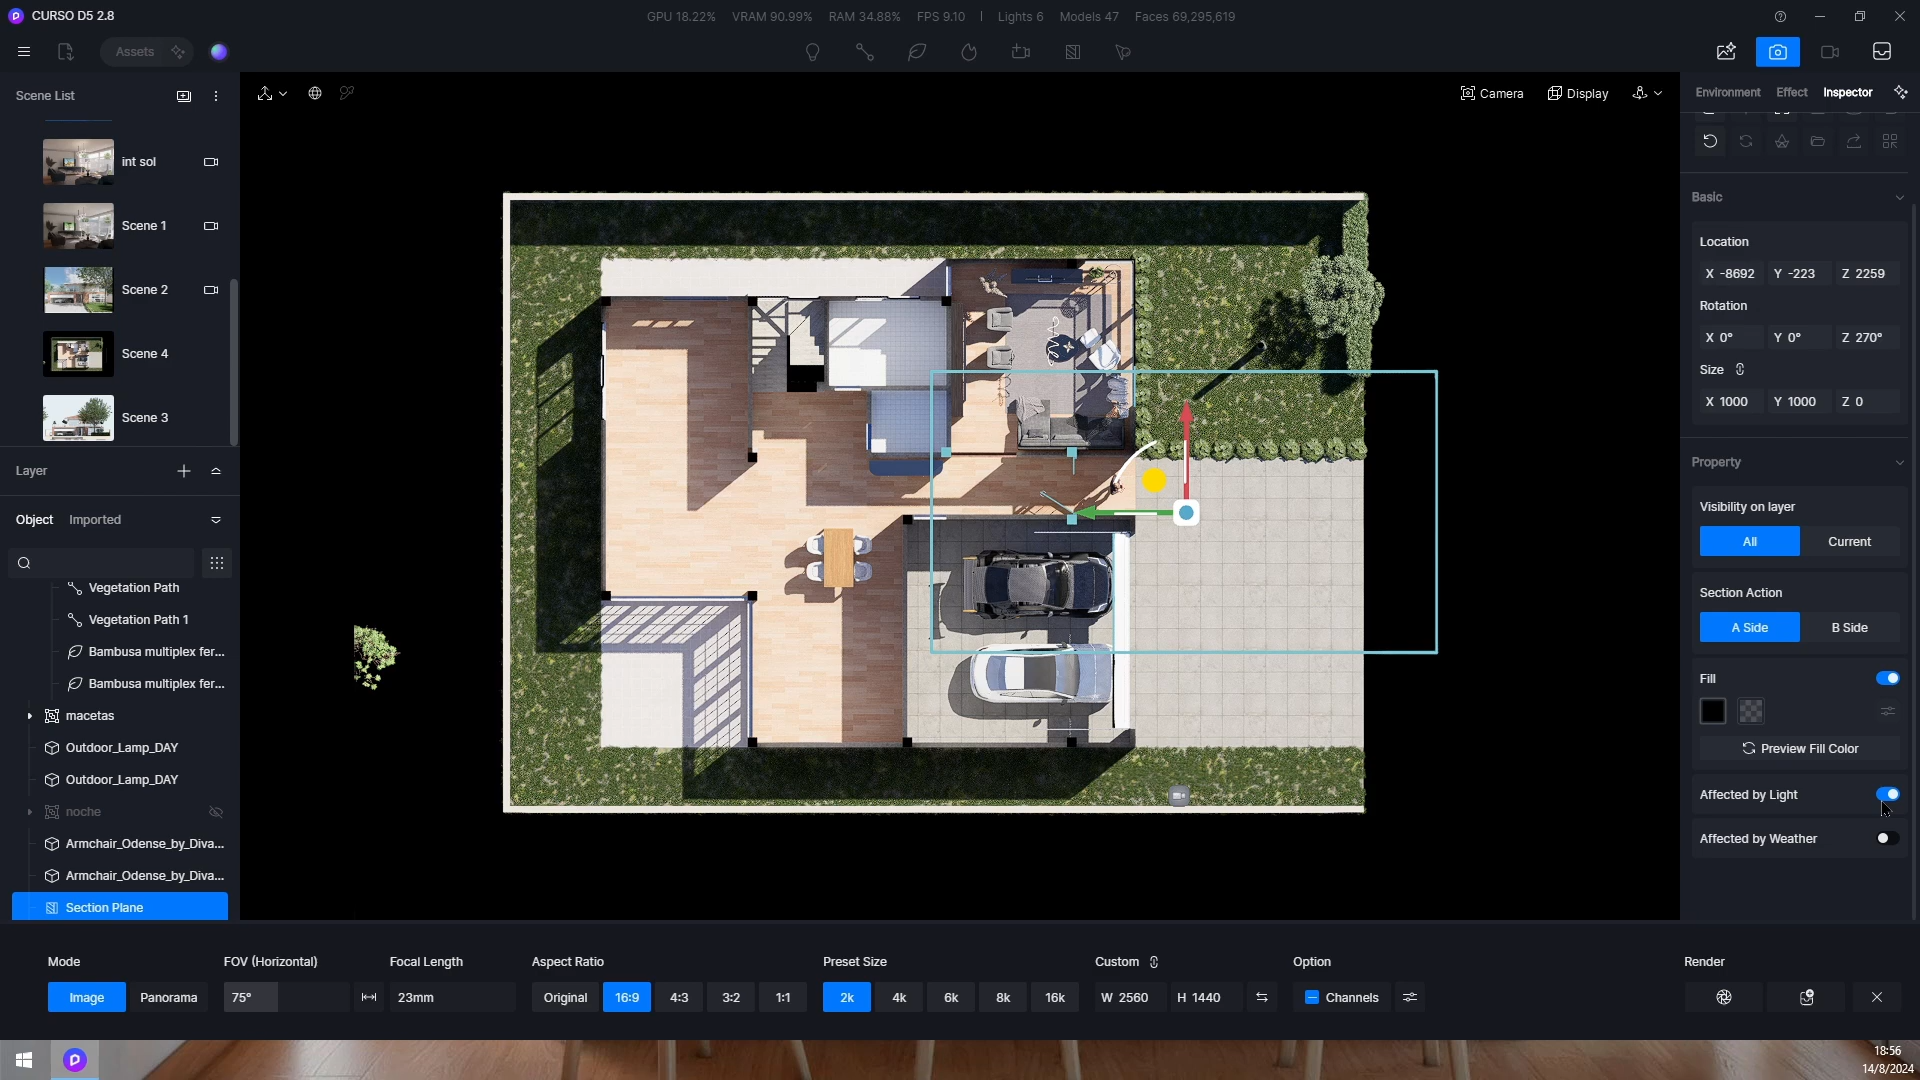 CURSO D5 2.8
GPU 18.22% VRAM 90.99% RAM 34.88% FPS 9.10 | Lights 6 Models 47 Faces 69,295,619
Assets
Scene List
Camera
Display
Environment Effect Inspector
int sol
Scene 1
Scene 2
Scene 4
Scene 3
Layer
Object Imported
Vegetation Path
Vegetation Path 1
Bambusa multiplex fer...
Bambusa multiplex fer...
macetas
Outdoor_Lamp_DAY
Outdoor_Lamp_DAY
noche
Armchair_Odense_by_Diva...
Armchair_Odense_by_Diva...
Section Plane
Basic
Location
X -8692 Y -223 Z 2259
Rotation
X 0° Y 0° Z 270°
Size
X 1000 Y 1000 Z 0
Property
Visibility on layer
All Current
Section Action
A Side B Side
Fill
Preview Fill Color
Affected by Light
Affected by Weather
Mode FOV (Horizontal) Focal Length Aspect Ratio Preset Size Custom Option Render
Image Panorama 75° 23mm Original 16:9 4:3 3:2 1:1 2k 4k 6k 8k 16k W 2560 H 1440 Channels
18:56
14/8/2024